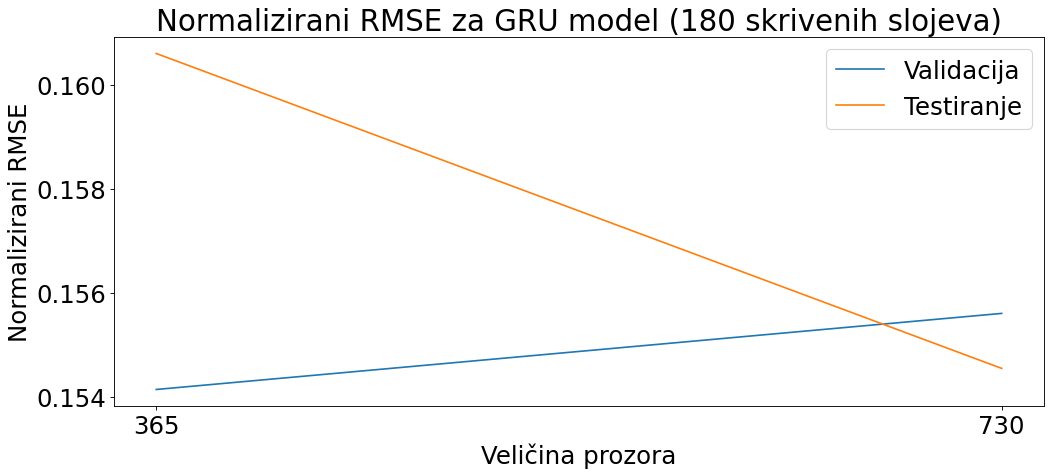 Normalizirani RMSE za GRU model (180 skrivenih slojeva)
Validacija
Testiranje
Normalizirani RMSE
0.160
0.158
0.156
0.154
365
730
Veličina prozora